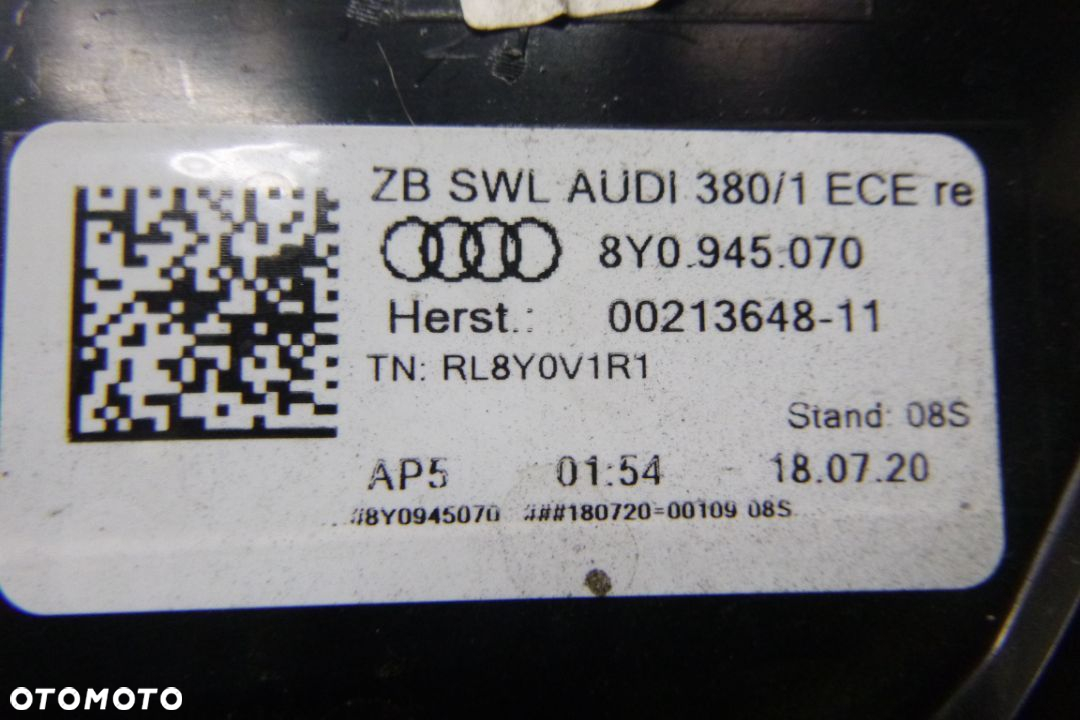 ZB SWL AUDI 380/1 ECE re
8Y0.945.070
Herst.: 00213648-11
TN: RL8Y0V1R1
Stand: 08S
AP5 01:54 18.07.20
#8Y0945070 ###180720=00109 08S
OTOMOTO